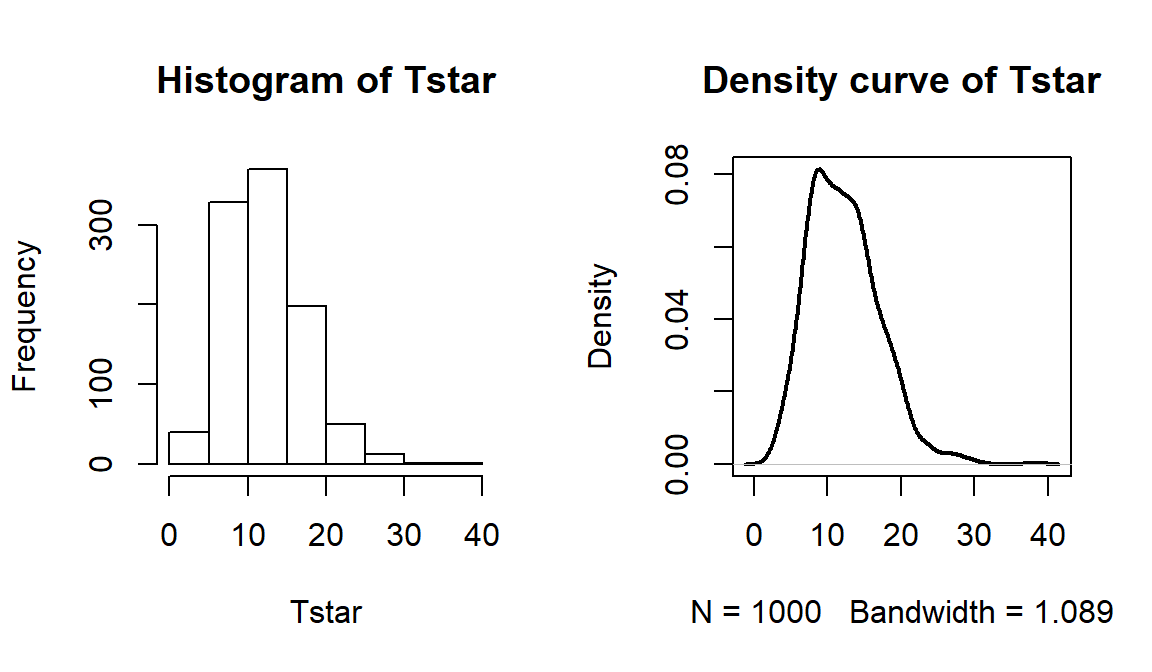 Histogram of Tstar
Frequency
300
100
0
0 10 20 30 40
Tstar
Density curve of Tstar
Density
0.08
0.04
0.00
0 10 20 30 40
N = 1000 Bandwidth = 1.089